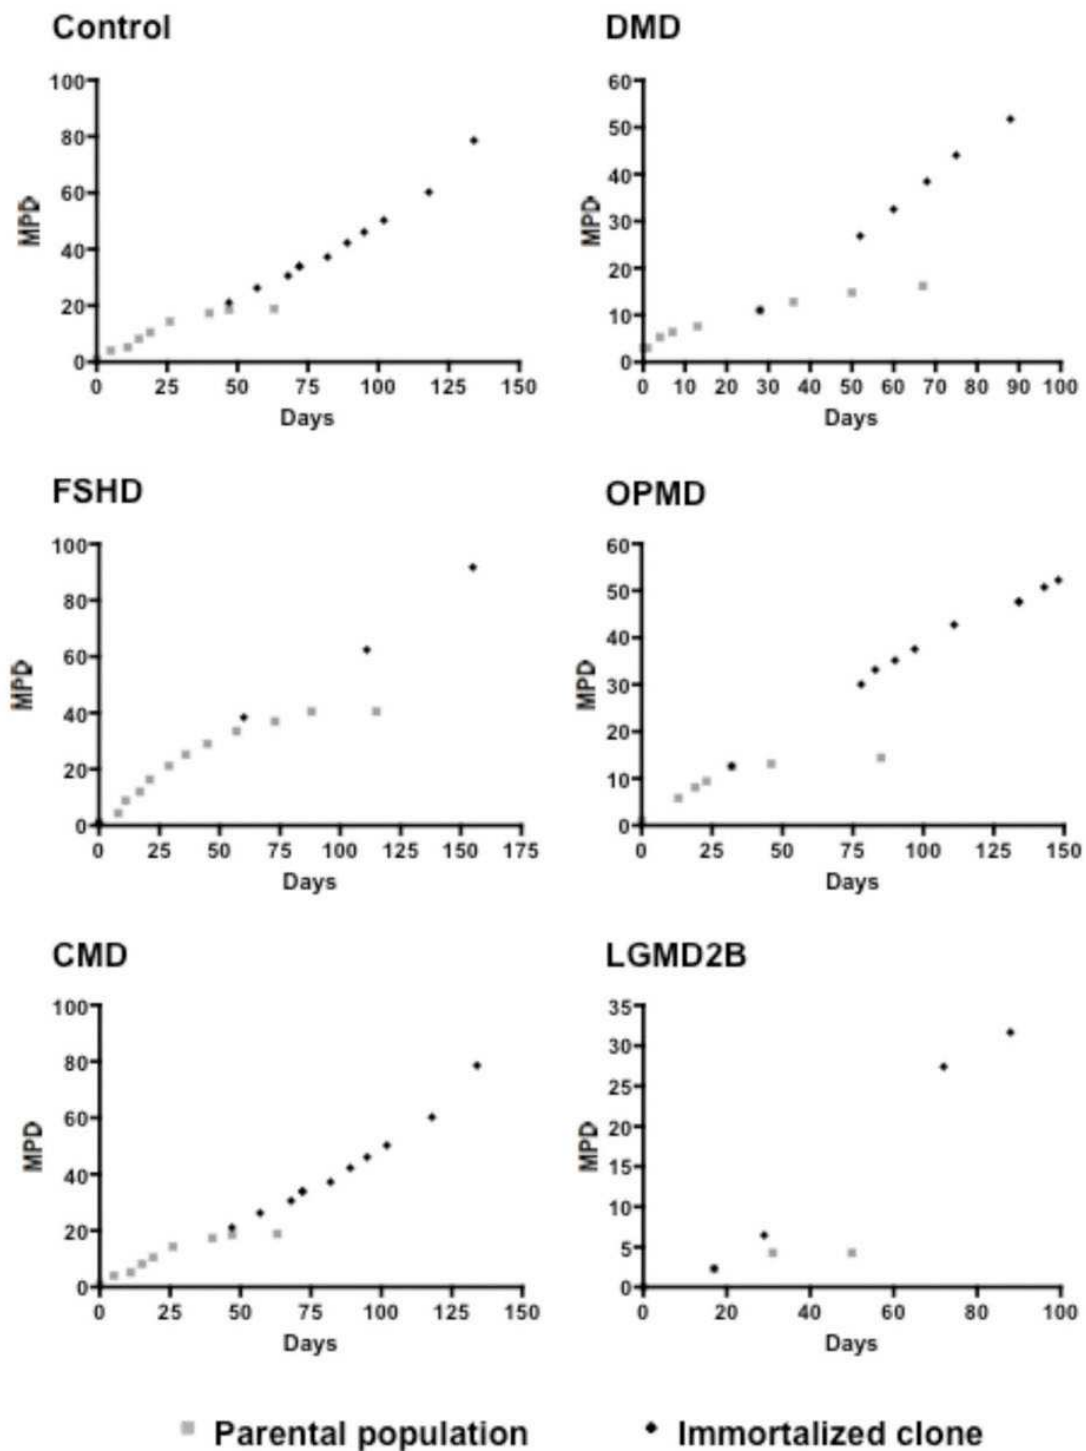 Control
DMD
100
80
60
40
20
0
MPD
0 25 50 75 100 125 150
Days
60
50
40
30
20
10
0
MPD
0 10 20 30 40 50 60 70 80 90 100
Days
FSHD
OPMD
100
80
60
40
20
0
MPD
0 25 50 75 100 125 150 175
Days
60
50
40
30
20
10
0
MPD
0 25 50 75 100 125 150
Days
CMD
LGMD2B
100
80
60
40
20
0
MPD
0 25 50 75 100 125 150
Days
35
30
25
20
15
10
5
0
MPD
0 20 40 60 80 100
Days
Parental population
Immortalized clone